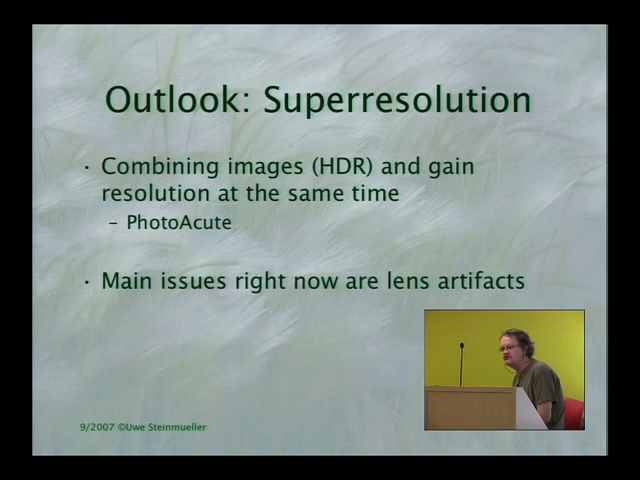 Outlook: Superresolution
• Combining images (HDR) and gain
resolution at the same time
– PhotoAcute
• Main issues right now are lens artifacts
9/2007 ©Uwe Steinmueller